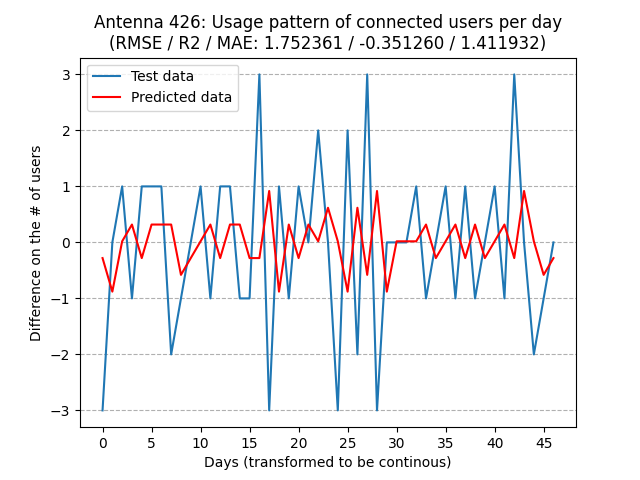 Antenna 426: Usage pattern of connected users per day
(RMSE / R2 / MAE: 1.752361 / -0.351260 / 1.411932)
Test data
Predicted data
Difference on the # of users
3
2
1
0
−1
−2
−3
0 5 10 15 20 25 30 35 40 45
Days (transformed to be continous)